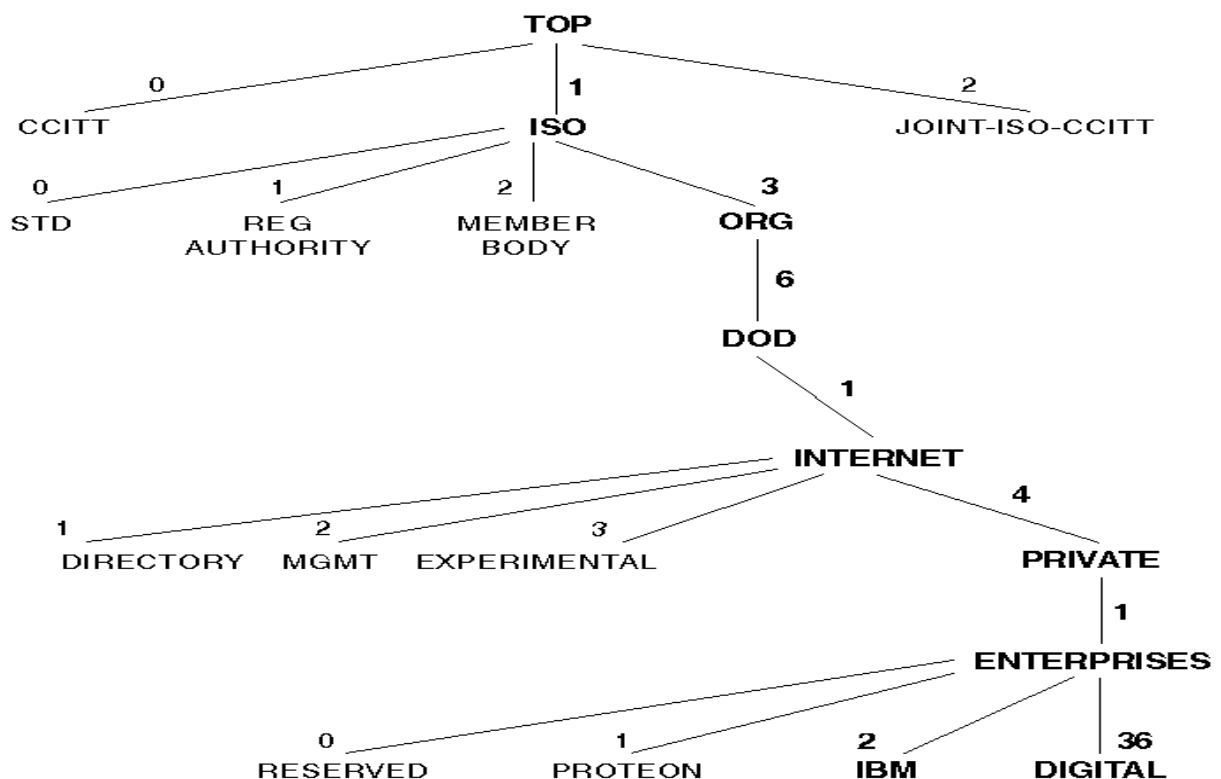 TOP
0
1
2
CCITT
ISO
JOINT-ISO-CCITT
0
1
2
3
STD
REG
AUTHORITY
MEMBER
BODY
ORG
6
DOD
1
INTERNET
4
1
2
3
DIRECTORY
MGMT
EXPERIMENTAL
PRIVATE
1
ENTERPRISES
0
1
2
36
RESERVED
PROTEON
IBM
DIGITAL